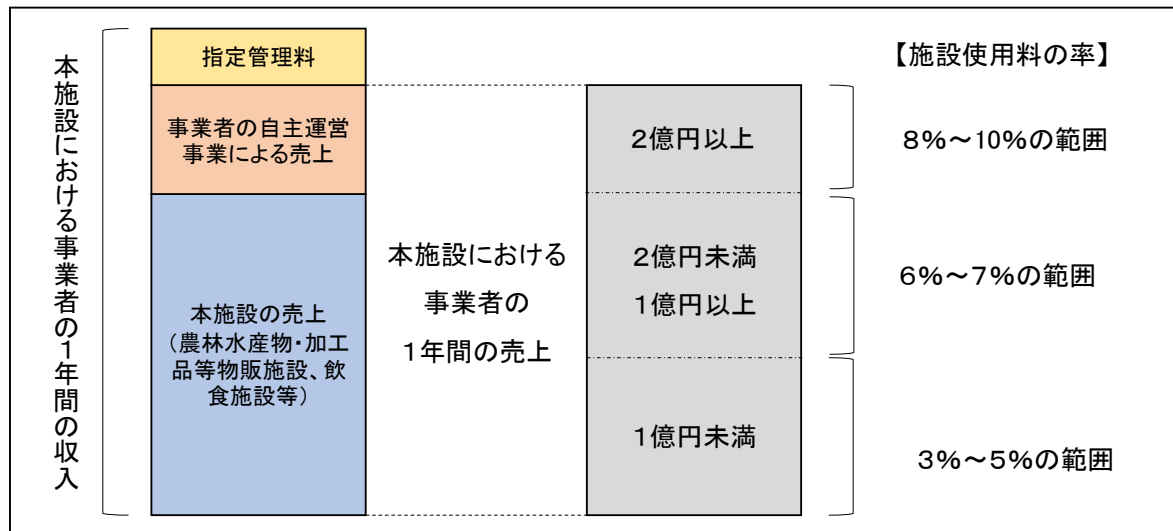 本施設における事業者の1年間の収入
指定管理料
事業者の自主運営
事業による売上
本施設の売上
（農林水産物・加工
品等物販施設、飲
食施設等）
本施設における
事業者の
１年間の売上
２億円以上
２億円未満
１億円以上
１億円未満
【施設使用料の率】
8％～10％の範囲
6％～７％の範囲
３％～５％の範囲